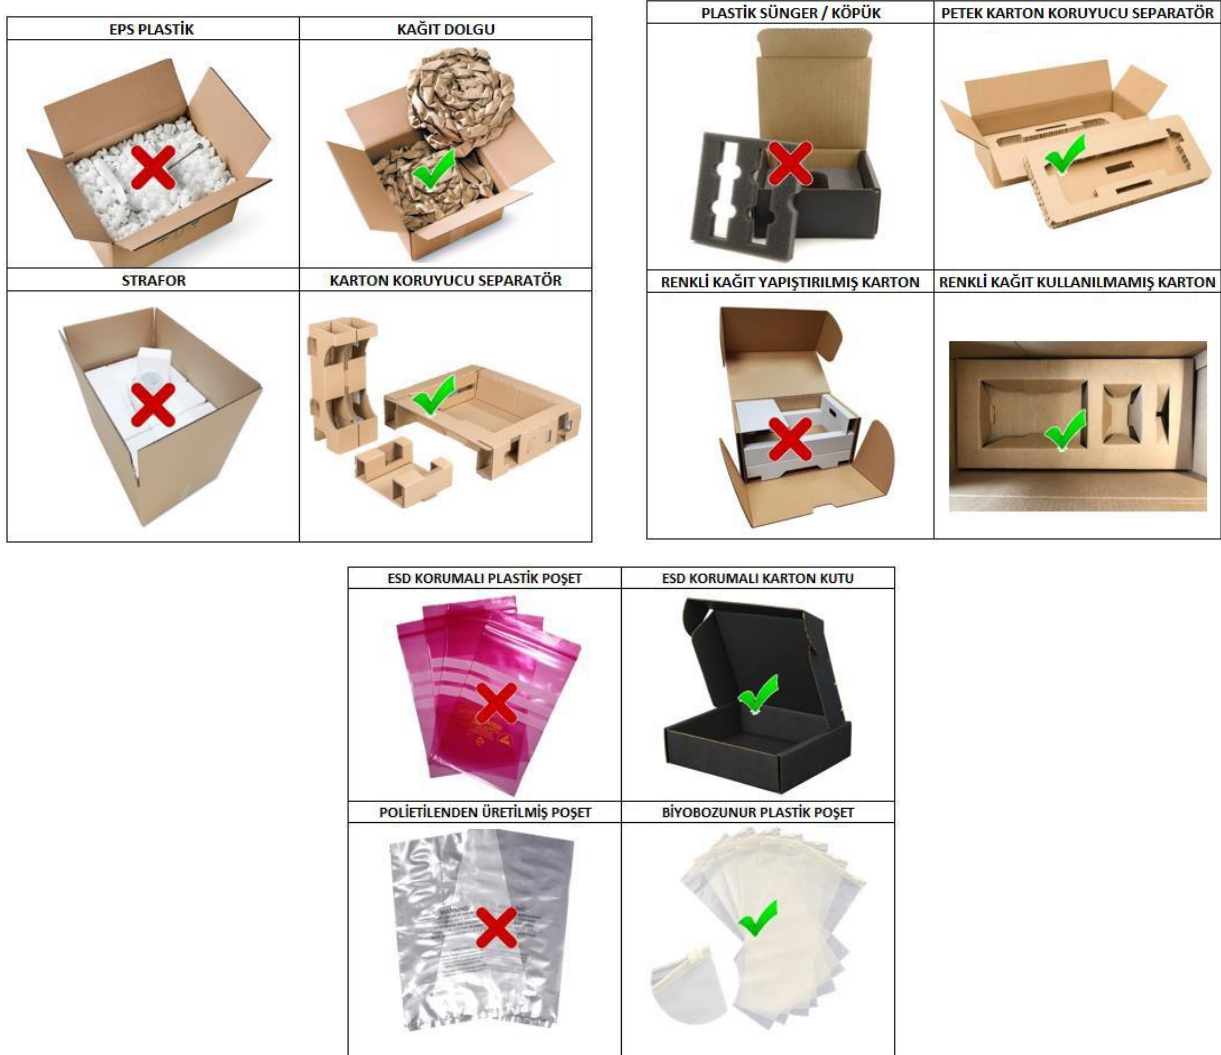 EPS PLASTİK
KAĞIT DOLGU
STRAFOR
KARTON KORUYUCU SEPARATÖR
PLASTİK SÜNGER / KÖPÜK
PETEK KARTON KORUYUCU SEPARATÖR
RENKLİ KAĞIT YAPIŞTIRILMIŞ KARTON
RENKLİ KAĞIT KULLANILMAMIŞ KARTON
ESD KORUMALI PLASTİK POŞET
ESD KORUMALI KARTON KUTU
POLİETİLENDEN ÜRETİLMİŞ POŞET
BİYOBOZUNUR PLASTİK POŞET